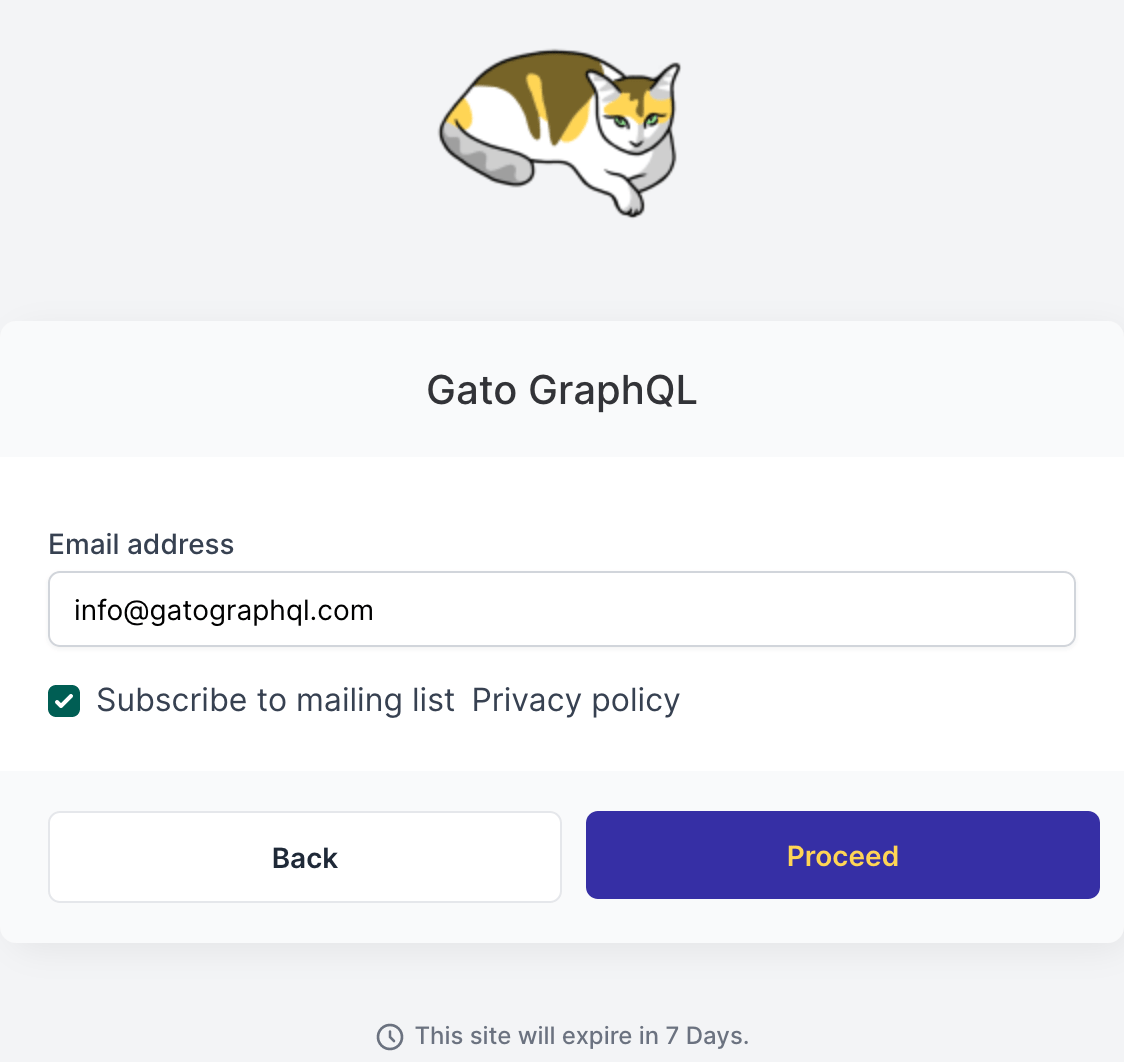 Gato GraphQL
Email address
info@gatographql.com
Subscribe to mailing list Privacy policy
Back Proceed
This site will expire in 7 Days.